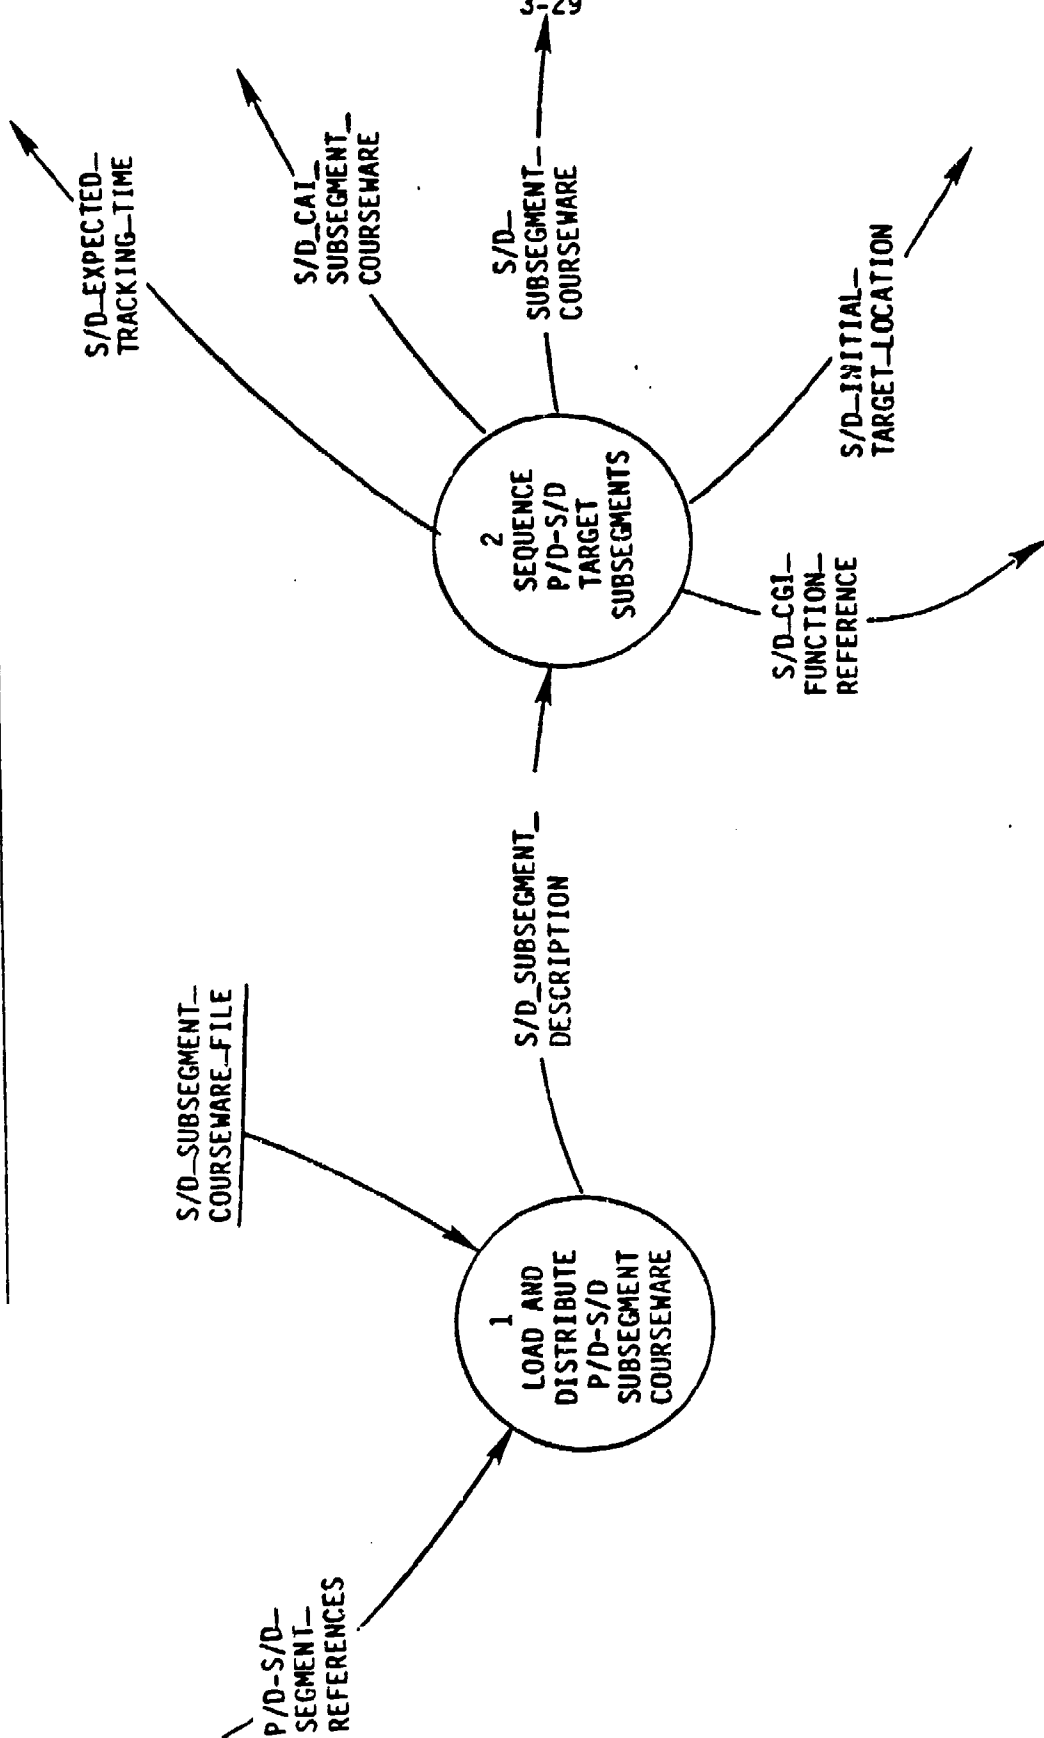 3-29
S/D_EXPECTED_
TRACKING_TIME
S/D_CAI_
SUBSEGMENT_
COURSEWARE
S/D_
SUBSEGMENT_
COURSEWARE
S/D_INITIAL_
TARGET_LOCATION
S/D_CGI_
FUNCTION_
REFERENCE
2
SEQUENCE
P/D-S/D
TARGET
SUBSEGMENTS
S/D_SUBSEGMENT_
DESCRIPTION
S/D_SUBSEGMENT_
COURSEWARE_FILE
1
LOAD AND
DISTRIBUTE
P/D-S/D
SUBSEGMENT
COURSEWARE
P/D-S/D_
SEGMENT_
REFERENCES